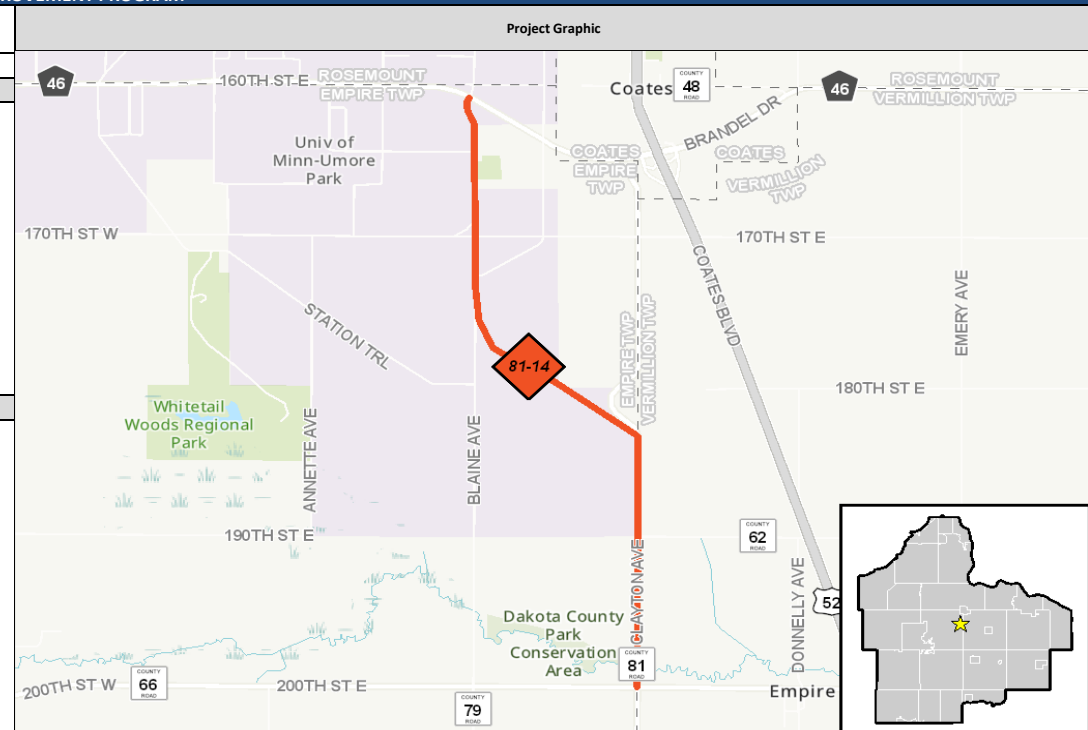 ROVEMENT PROGRAM
Project Graphic
46
160TH ST E
ROSEMOUNT
EMPIRE TWP
Coates
COUNTY
48
ROAD
46
ROSEMOUNT
VERMILLION TWP
BRANDEL DR
Univ of
Minn-Umore
Park
COATES
EMPIRE
TWP
COATES
VERMILLION
TWP
170TH ST W
170TH ST E
COATES BLVD
EMERY AVE
STATION TRL
EMPIRE TWP
VERMILLION TWP
81-14
180TH ST E
Whitetail
Woods Regional
Park
ANNETTE AVE
BLAINE AVE
190TH ST E
COUNTY
62
ROAD
CLAYTON AVE
DONNELLY AVE
52
Dakota County
Park
Conservation
Area
COUNTY
81
ROAD
200TH ST W
COUNTY
66
ROAD
200TH ST E
COUNTY
79
ROAD
Empire